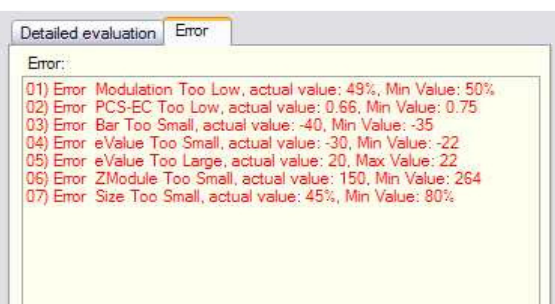 Detailed evaluation Error
Error:
01) Error Modulation Too Low, actual value: 49%, Min Value: 50%
02) Error PCS-EC Too Low, actual value: 0.66, Min Value: 0.75
03) Error Bar Too Small, actual value: -40, Min Value: -35
04) Error eValue Too Small, actual value: -30, Min Value: -22
05) Error eValue Too Large, actual value: 20, Max Value: 22
06) Error ZModule Too Small, actual value: 150, Min Value: 264
07) Error Size Too Small, actual value: 45%, Min Value: 80%